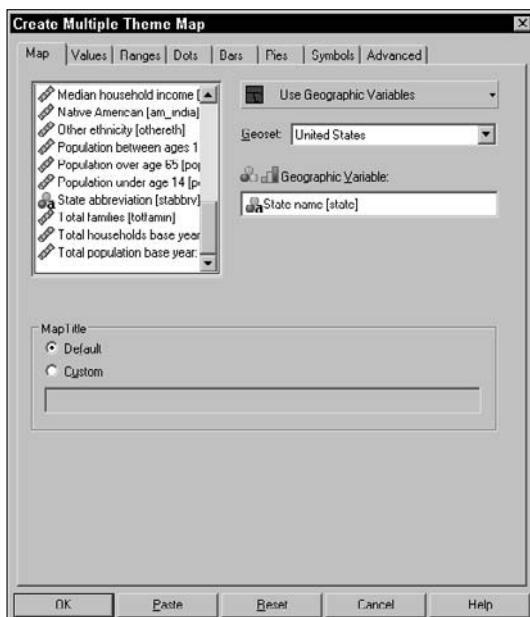 Create Multiple Theme Map
Map Values Ranges Dots Bars Pies Symbols Advanced
Median household income [
Native American [am_india]
Other ethnicity [othereth]
Population between ages 1
Population over age 65 [po
Population under age 14 [p
State abbreviation [stabbrv]
Total families [totfamin]
Total households base year
Total population base year:
Use Geographic Variables
Geoset: United States
Geographic Variable:
State name [state]
Map Title
Default
Custom
OK Paste Reset Cancel Help